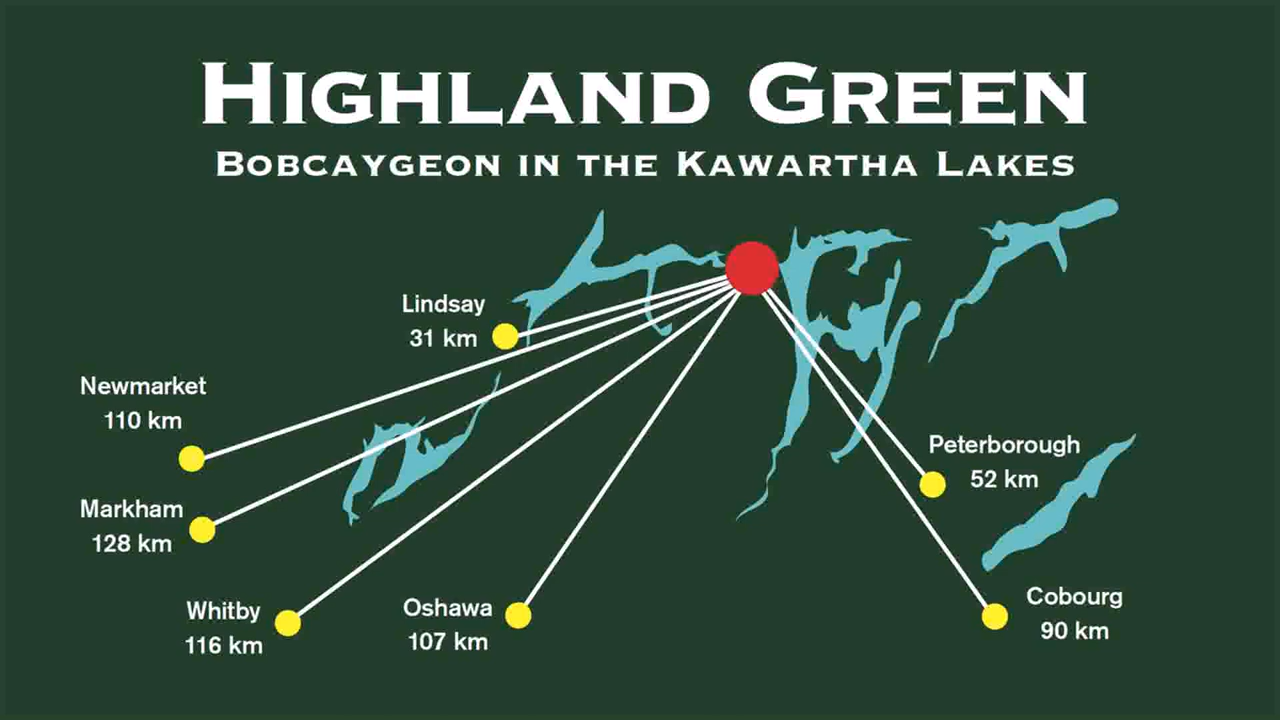 HIGHLAND GREEN
BOBCAYGEON IN THE KAWARTHA LAKES
Lindsay
31 km
Newmarket
110 km
Markham
128 km
Whitby
116 km
Oshawa
107 km
Peterborough
52 km
Cobourg
90 km